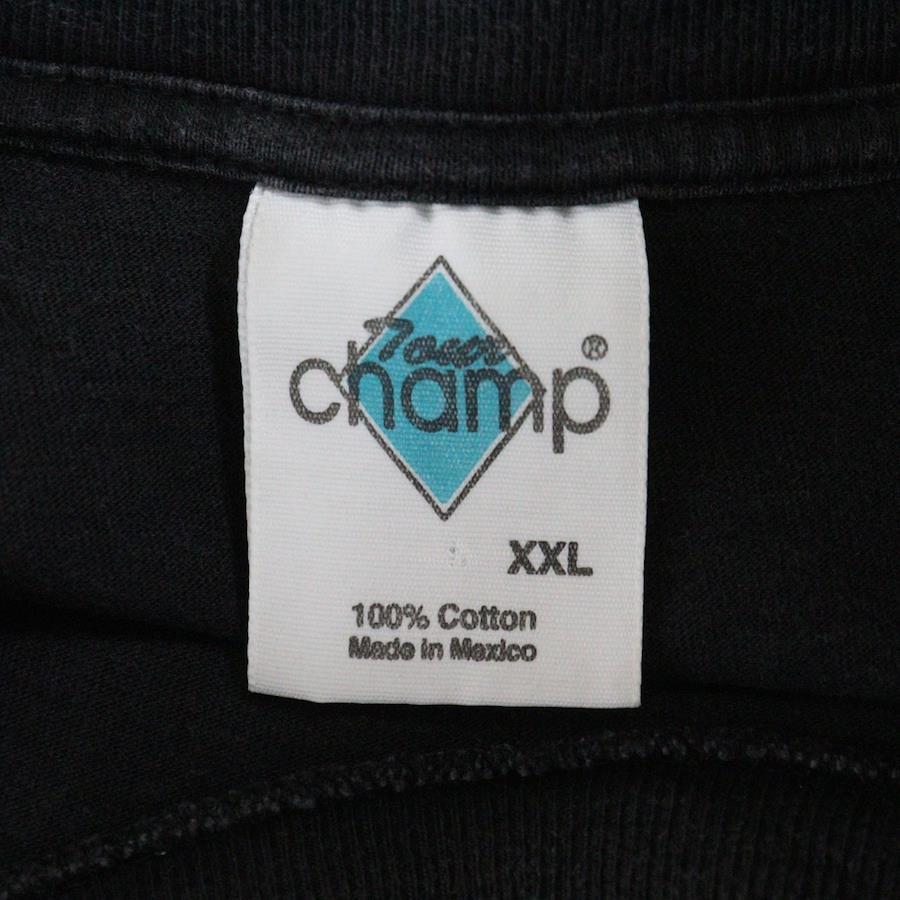 Tour
champ®
XXL
100% Cotton
Made in Mexico